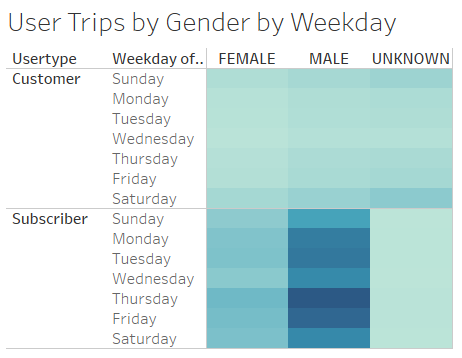 User Trips by Gender by Weekday
Usertype Weekday of.. FEMALE MALE UNKNOWN
Customer Sunday
Monday
Tuesday
Wednesday
Thursday
Friday
Saturday
Subscriber Sunday
Monday
Tuesday
Wednesday
Thursday
Friday
Saturday